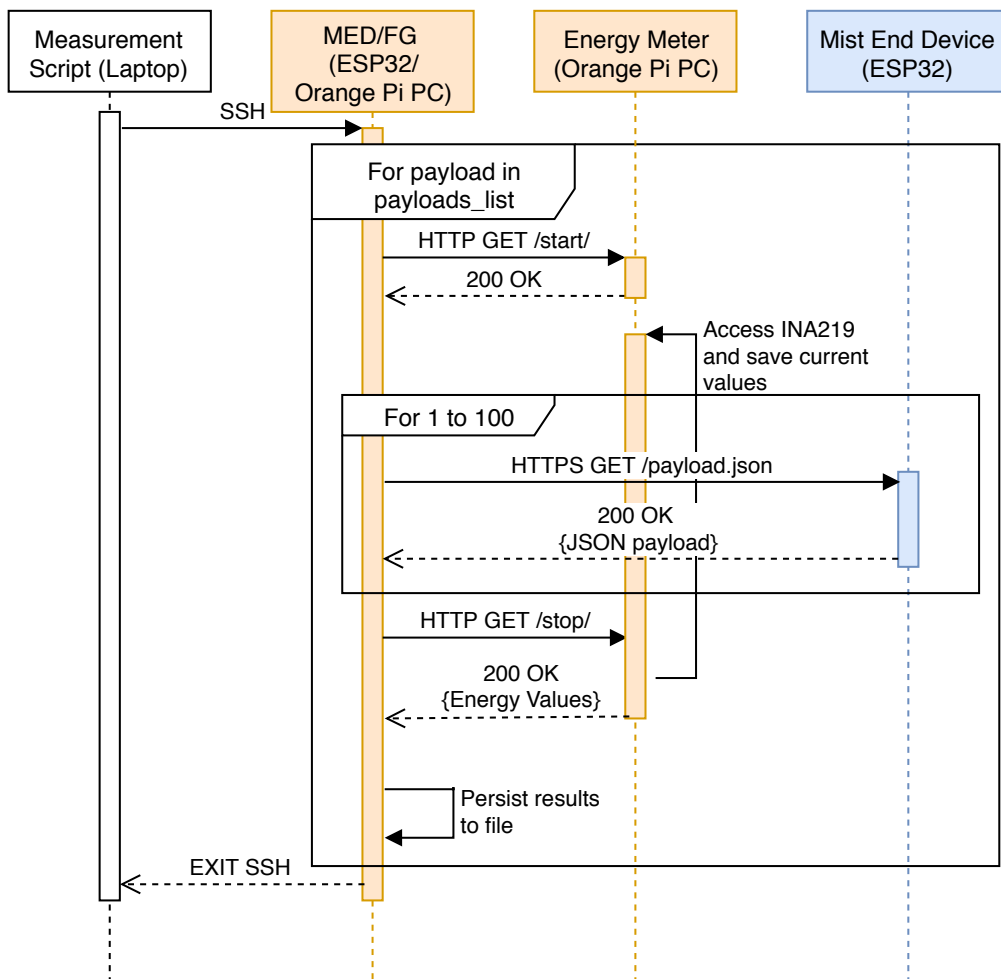 Measurement
Script (Laptop)
MED/FG
(ESP32/
Orange Pi PC)
Energy Meter
(Orange Pi PC)
Mist End Device
(ESP32)
SSH
For payload in
payloads_list
HTTP GET /start/
200 OK
Access INA219
and save current
values
For 1 to 100
HTTPS GET /payload.json
200 OK
{JSON payload}
HTTP GET /stop/
200 OK
{Energy Values}
Persist results
to file
EXIT SSH